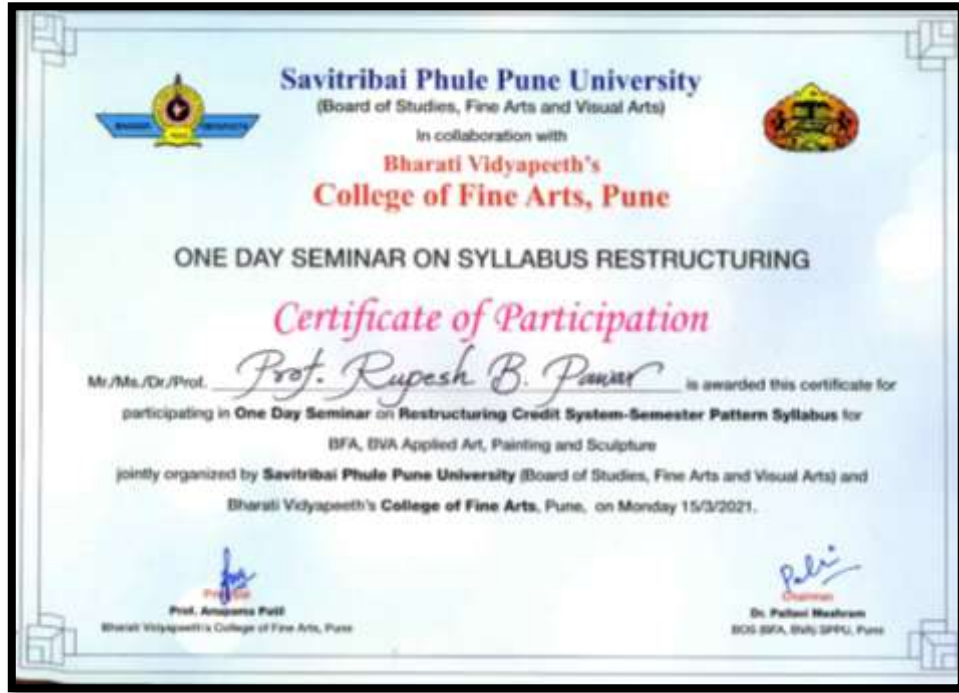 Savitribai Phule Pune University
(Board of Studies, Fine Arts and Visual Arts)
In collaboration with
Bharati Vidyapeeth's
College of Fine Arts, Pune
ONE DAY SEMINAR ON SYLLABUS RESTRUCTURING
Certificate of Participation
Mr./Ms./Dr./Prof. Prof. Rupesh B. Pawar is awarded this certificate for
participating in One Day Seminar on Restructuring Credit System-Semester Pattern Syllabus for
BFA, BVA Applied Art, Painting and Sculpture
jointly organized by Savitribai Phule Pune University (Board of Studies, Fine Arts and Visual Arts) and
Bharati Vidyapeeth's College of Fine Arts, Pune, on Monday 15/3/2021.
Principal
Prof. Anupama Patil
Bharati Vidyapeeth's College of Fine Arts, Pune
Chairman
Dr. Pallavi Meshram
BOS (BFA, BVA) SPPU, Pune